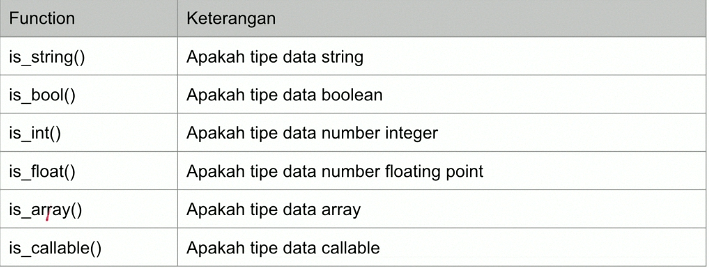 Function Keterangan
is_string() Apakah tipe data string
is_bool() Apakah tipe data boolean
is_int() Apakah tipe data number integer
is_float() Apakah tipe data number floating point
is_array() Apakah tipe data array
is_callable() Apakah tipe data callable